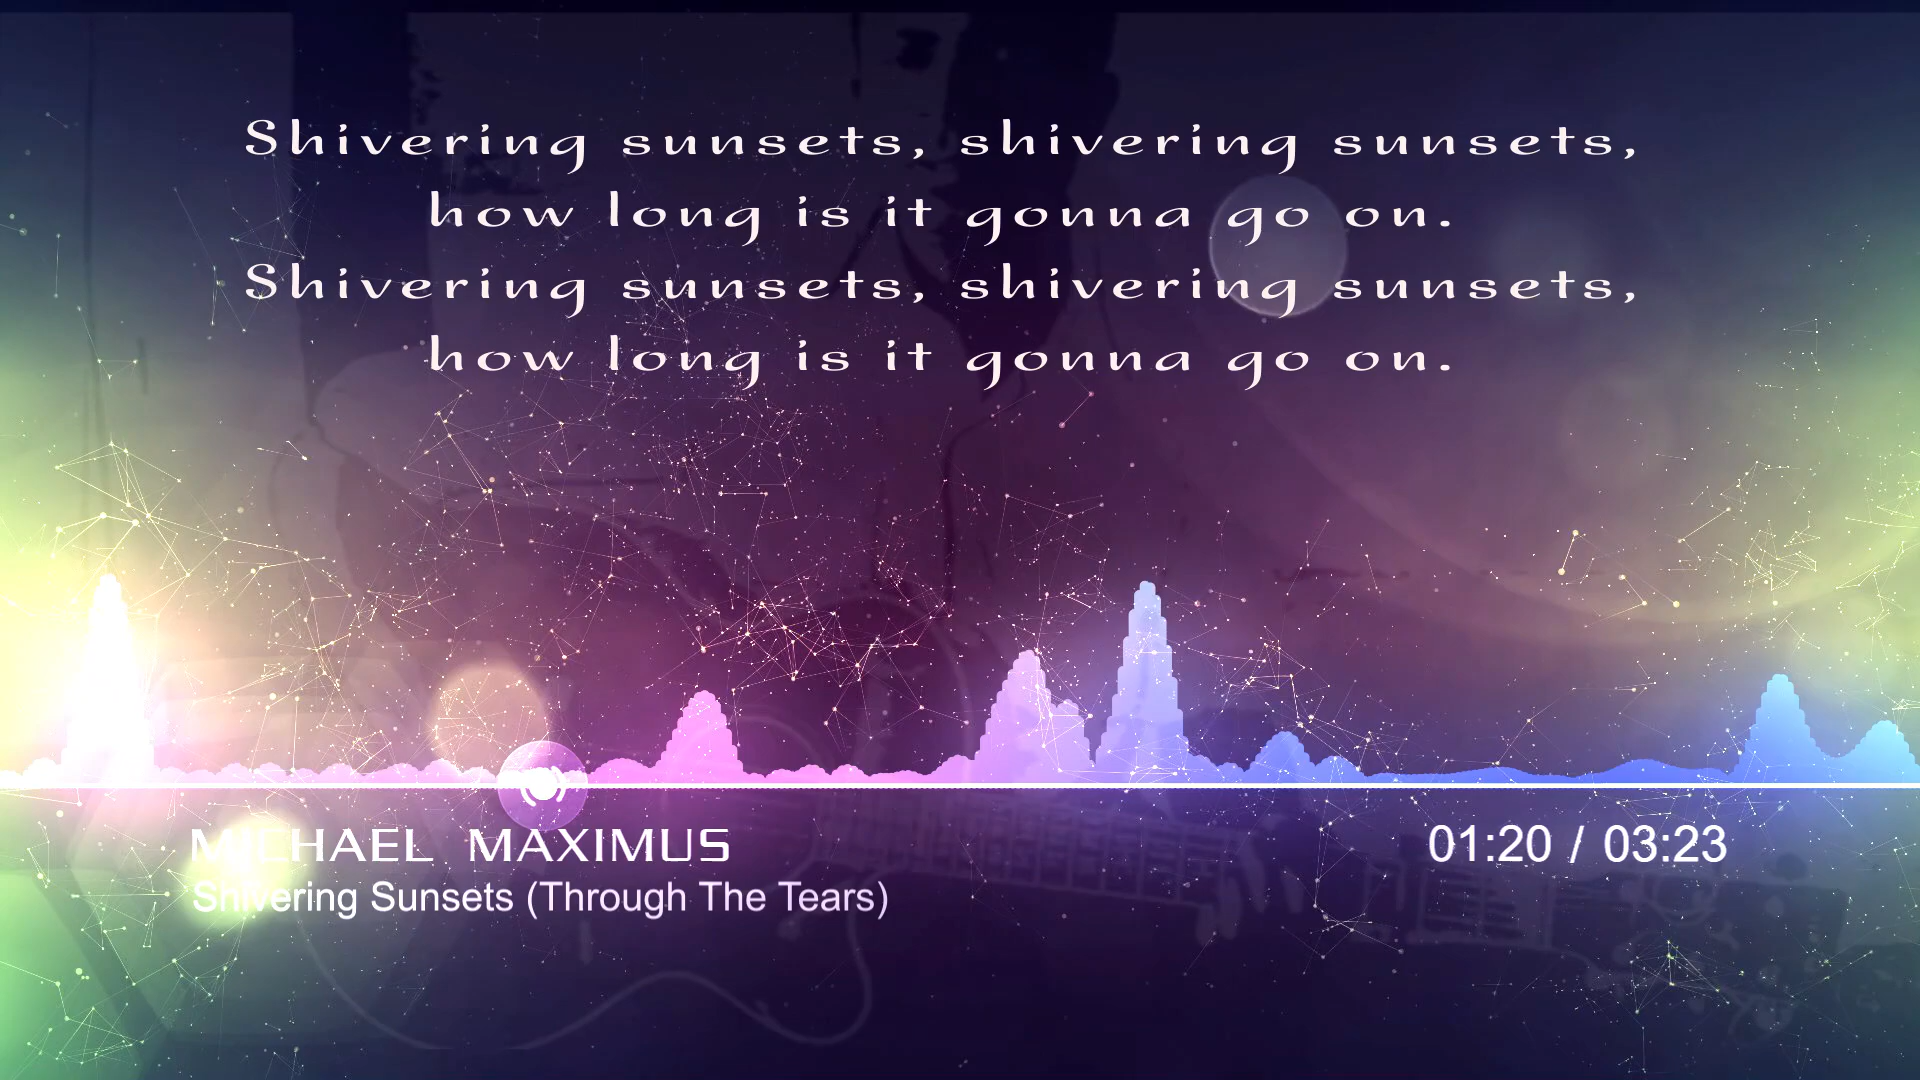 Shivering sunsets, shivering sunsets,
how long is it gonna go on.
Shivering sunsets, shivering sunsets,
how long is it gonna go on.
MICHAEL MAXIMUS
01:20 / 03:23
Shivering Sunsets (Through The Tears)